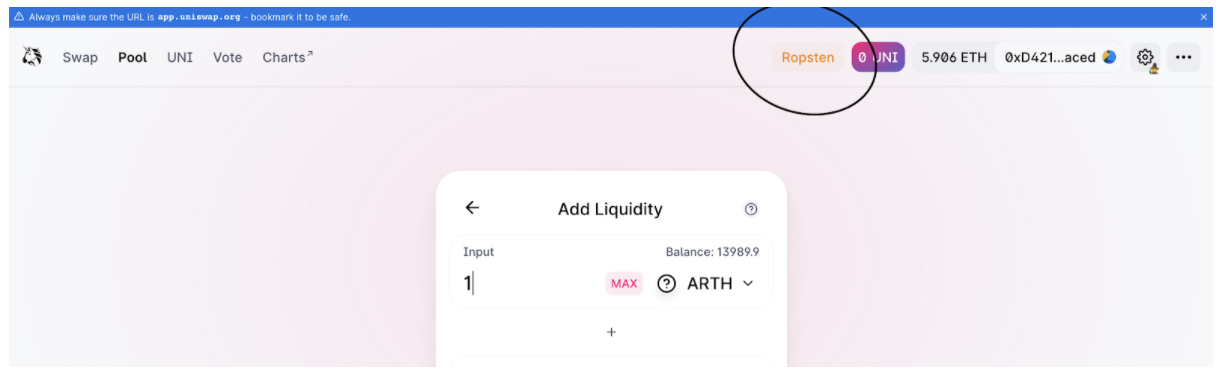 Always make sure the URL is app.uniswap.org - bookmark it to be safe. ×
Swap Pool UNI Vote Charts↗ Ropsten 0 UNI 5.906 ETH 0xD421...aced
Add Liquidity
Input Balance: 13989.9
1 MAX ARTH
+